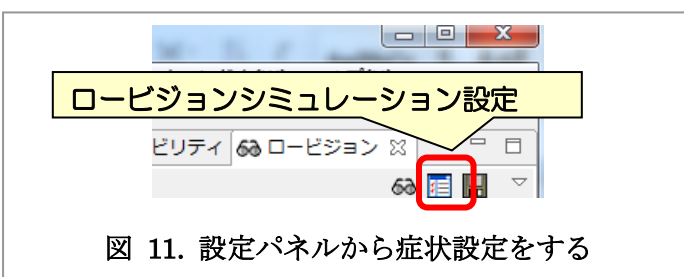 ロービジョンシミュレーション設定
ビリティ ロービジョン
図 11. 設定パネルから症状設定をする